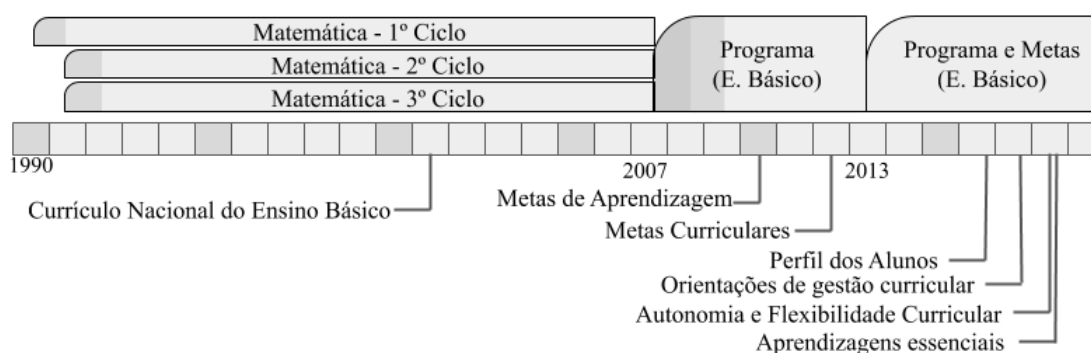 Matemática - 1º Ciclo
Matemática - 2º Ciclo
Matemática - 3º Ciclo
Programa
(E. Básico)
Programa e Metas
(E. Básico)
1990
2007
2013
Currículo Nacional do Ensino Básico
Metas de Aprendizagem
Metas Curriculares
Perfil dos Alunos
Orientações de gestão curricular
Autonomia e Flexibilidade Curricular
Aprendizagens essenciais